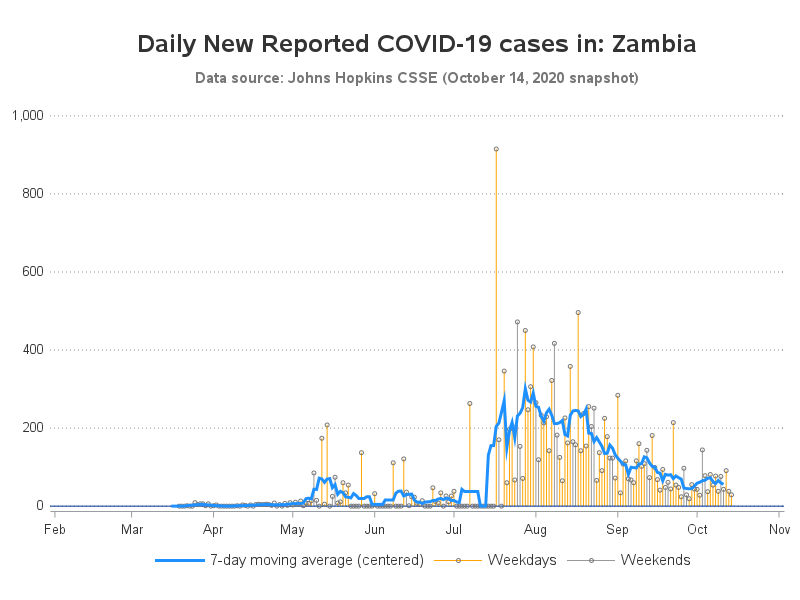 Daily New Reported COVID-19 cases in: Zambia
Data source: Johns Hopkins CSSE (October 14, 2020 snapshot)
1,000
800
600
400
200
0
Feb Mar Apr May Jun Jul Aug Sep Oct Nov
7-day moving average (centered) Weekdays Weekends